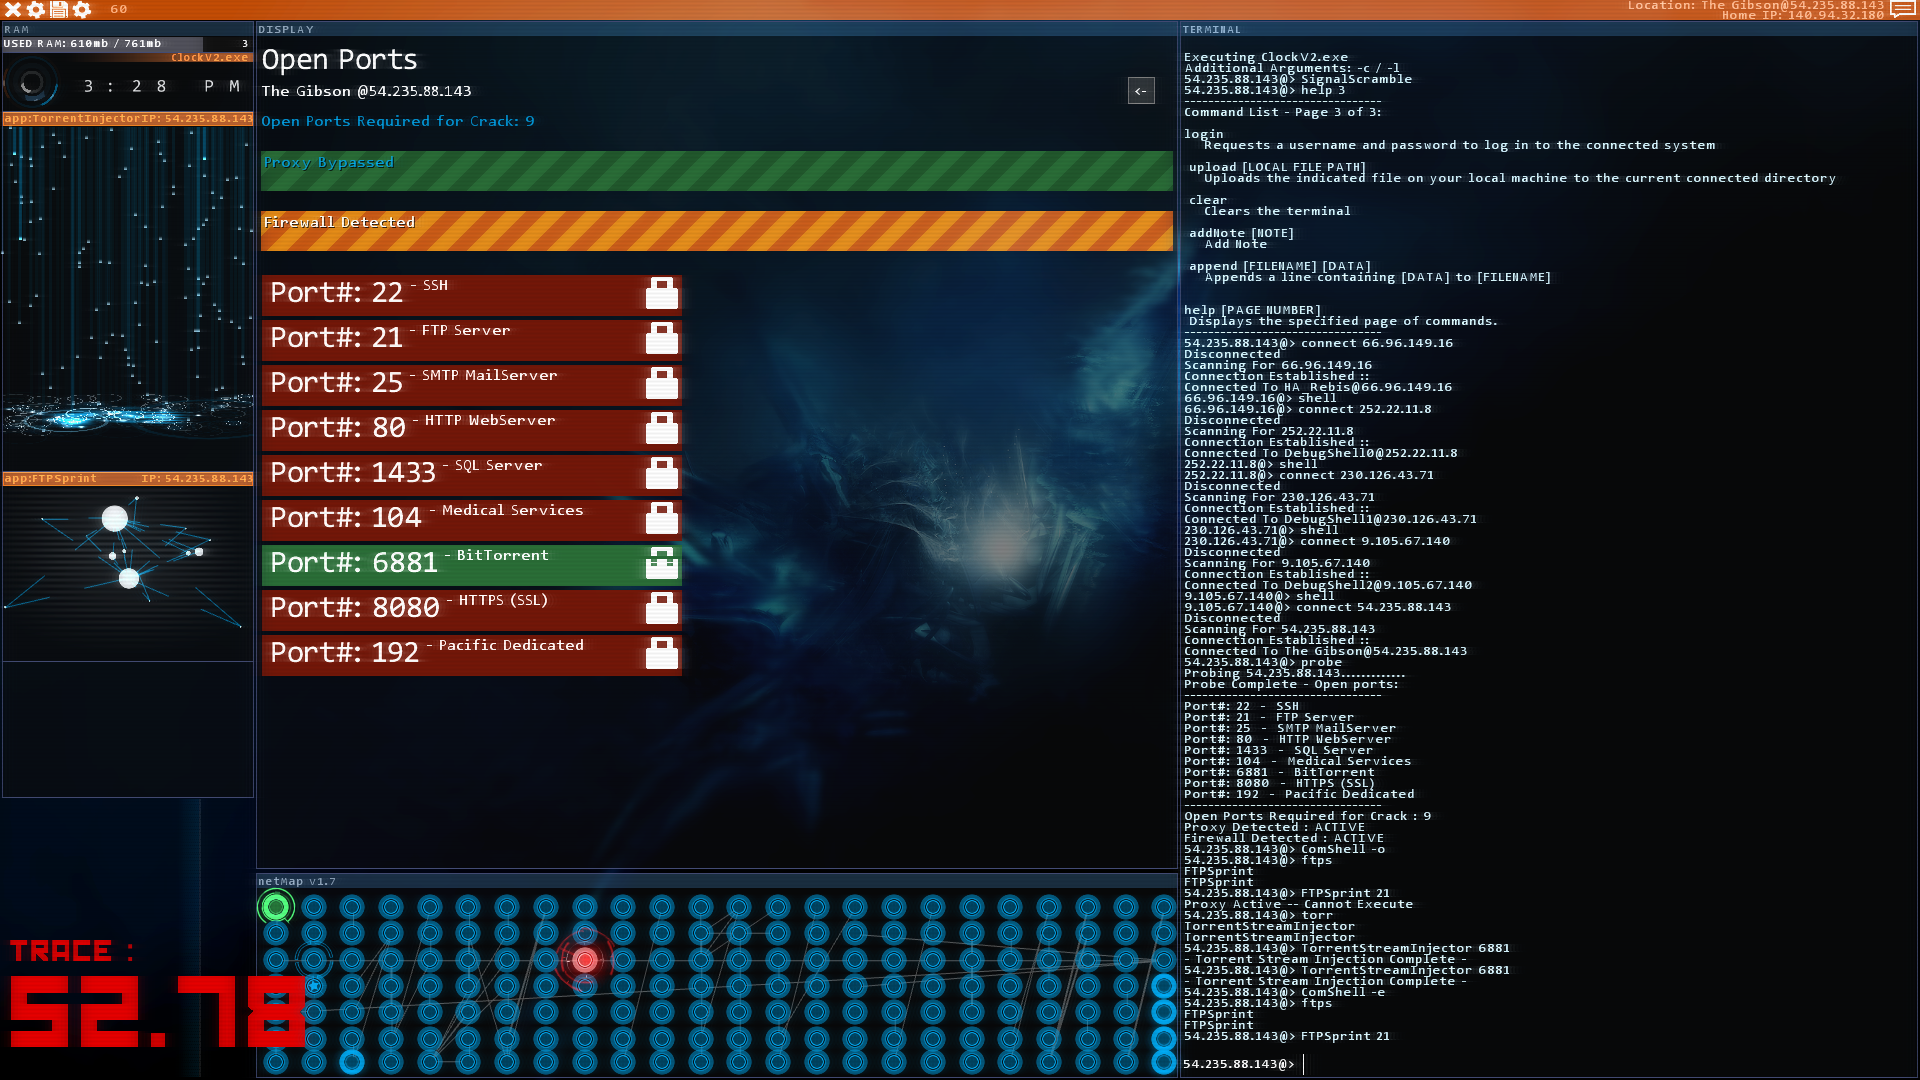 60
Location: The Gibson@54.235.88.143
Home IP: 140.94.32.180
RAM
USED RAM: 610mb / 761mb 3
ClockV2.exe
3 : 28 PM
app:TorrentInjector IP: 54.235.88.143
app:FTPSprint IP: 54.235.88.143
TRACE :
52.78
DISPLAY
Open Ports
The Gibson @54.235.88.143
<-
Open Ports Required for Crack: 9
Proxy Bypassed
Firewall Detected
Port#: 22 - SSH
Port#: 21 - FTP Server
Port#: 25 - SMTP MailServer
Port#: 80 - HTTP WebServer
Port#: 1433 - SQL Server
Port#: 104 - Medical Services
Port#: 6881 - BitTorrent
Port#: 8080 - HTTPS (SSL)
Port#: 192 - Pacific Dedicated
netMap v1.7
TERMINAL
Executing ClockV2.exe
Additional Arguments: -c / -l
54.235.88.143@> SignalScramble
54.235.88.143@> help 3
---------------------------------
Command List - Page 3 of 3:
login
Requests a username and password to log in to the connected system
upload [LOCAL FILE PATH]
Uploads the indicated file on your local machine to the current connected directory
clear
Clears the terminal
addNote [NOTE]
Add Note
append [FILENAME] [DATA]
Appends a line containing [DATA] to [FILENAME]
help [PAGE NUMBER]
Displays the specified page of commands.
---------------------------------
54.235.88.143@> connect 66.96.149.16
Disconnected
Scanning For 66.96.149.16
Connection Established ::
Connected To HA_Rebis@66.96.149.16
66.96.149.16@> shell
66.96.149.16@> connect 252.22.11.8
Disconnected
Scanning For 252.22.11.8
Connection Established ::
Connected To DebugShell0@252.22.11.8
252.22.11.8@> shell
252.22.11.8@> connect 230.126.43.71
Disconnected
Scanning For 230.126.43.71
Connection Established ::
Connected To DebugShell1@230.126.43.71
230.126.43.71@> shell
230.126.43.71@> connect 9.105.67.140
Disconnected
Scanning For 9.105.67.140
Connection Established ::
Connected To DebugShell2@9.105.67.140
9.105.67.140@> shell
9.105.67.140@> connect 54.235.88.143
Disconnected
Scanning For 54.235.88.143
Connection Established ::
Connected To The Gibson@54.235.88.143
54.235.88.143@> probe
Probing 54.235.88.143.............
Probe Complete - Open ports:
---------------------------------
Port#: 22 - SSH
Port#: 21 - FTP Server
Port#: 25 - SMTP MailServer
Port#: 80 - HTTP WebServer
Port#: 1433 - SQL Server
Port#: 104 - Medical Services
Port#: 6881 - BitTorrent
Port#: 8080 - HTTPS (SSL)
Port#: 192 - Pacific Dedicated
---------------------------------
Open Ports Required for Crack : 9
Proxy Detected : ACTIVE
Firewall Detected : ACTIVE
54.235.88.143@> ComShell -o
54.235.88.143@> ftps
FTPSprint
FTPSprint
54.235.88.143@> FTPSprint 21
Proxy Active -- Cannot Execute
54.235.88.143@> torr
TorrentStreamInjector
TorrentStreamInjector
54.235.88.143@> TorrentStreamInjector 6881
- Torrent Stream Injection Complete -
54.235.88.143@> TorrentStreamInjector 6881
- Torrent Stream Injection Complete -
54.235.88.143@> ComShell -e
54.235.88.143@> ftps
FTPSprint
FTPSprint
54.235.88.143@> FTPSprint 21
54.235.88.143@>